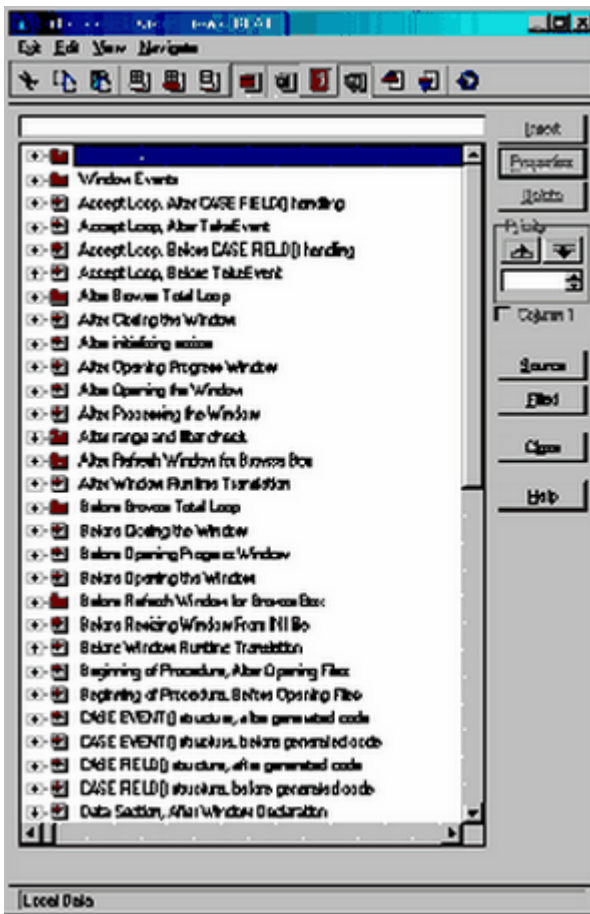 Exit Edit View Navigate
Insert
Properties
Delete
Priority
Column 1
Source
Filled
Close
Help
Window Events
Accept Loop, After CASE FIELD() handling
Accept Loop, After TakeEvent
Accept Loop, Before CASE FIELD() handling
Accept Loop, Before TakeEvent
After Browse Total Loop
After Closing the Window
After initializing action
After Opening Progress Window
After Opening the Window
After Processing the Window
After range and filter check
After Refresh Window for Browse Box
After Window Runtime Translation
Before Browse Total Loop
Before Closing the Window
Before Opening Progress Window
Before Opening the Window
Before Refresh Window for Browse Box
Before Resizing Window From INI file
Before Window Runtime Translation
Beginning of Procedure, After Opening Files
Beginning of Procedure, Before Opening Files
CASE EVENT() structure, after generated code
CASE EVENT() structure, before generated code
CASE FIELD() structure, after generated code
CASE FIELD() structure, before generated code
Data Section, After Window Declaration
Local Data